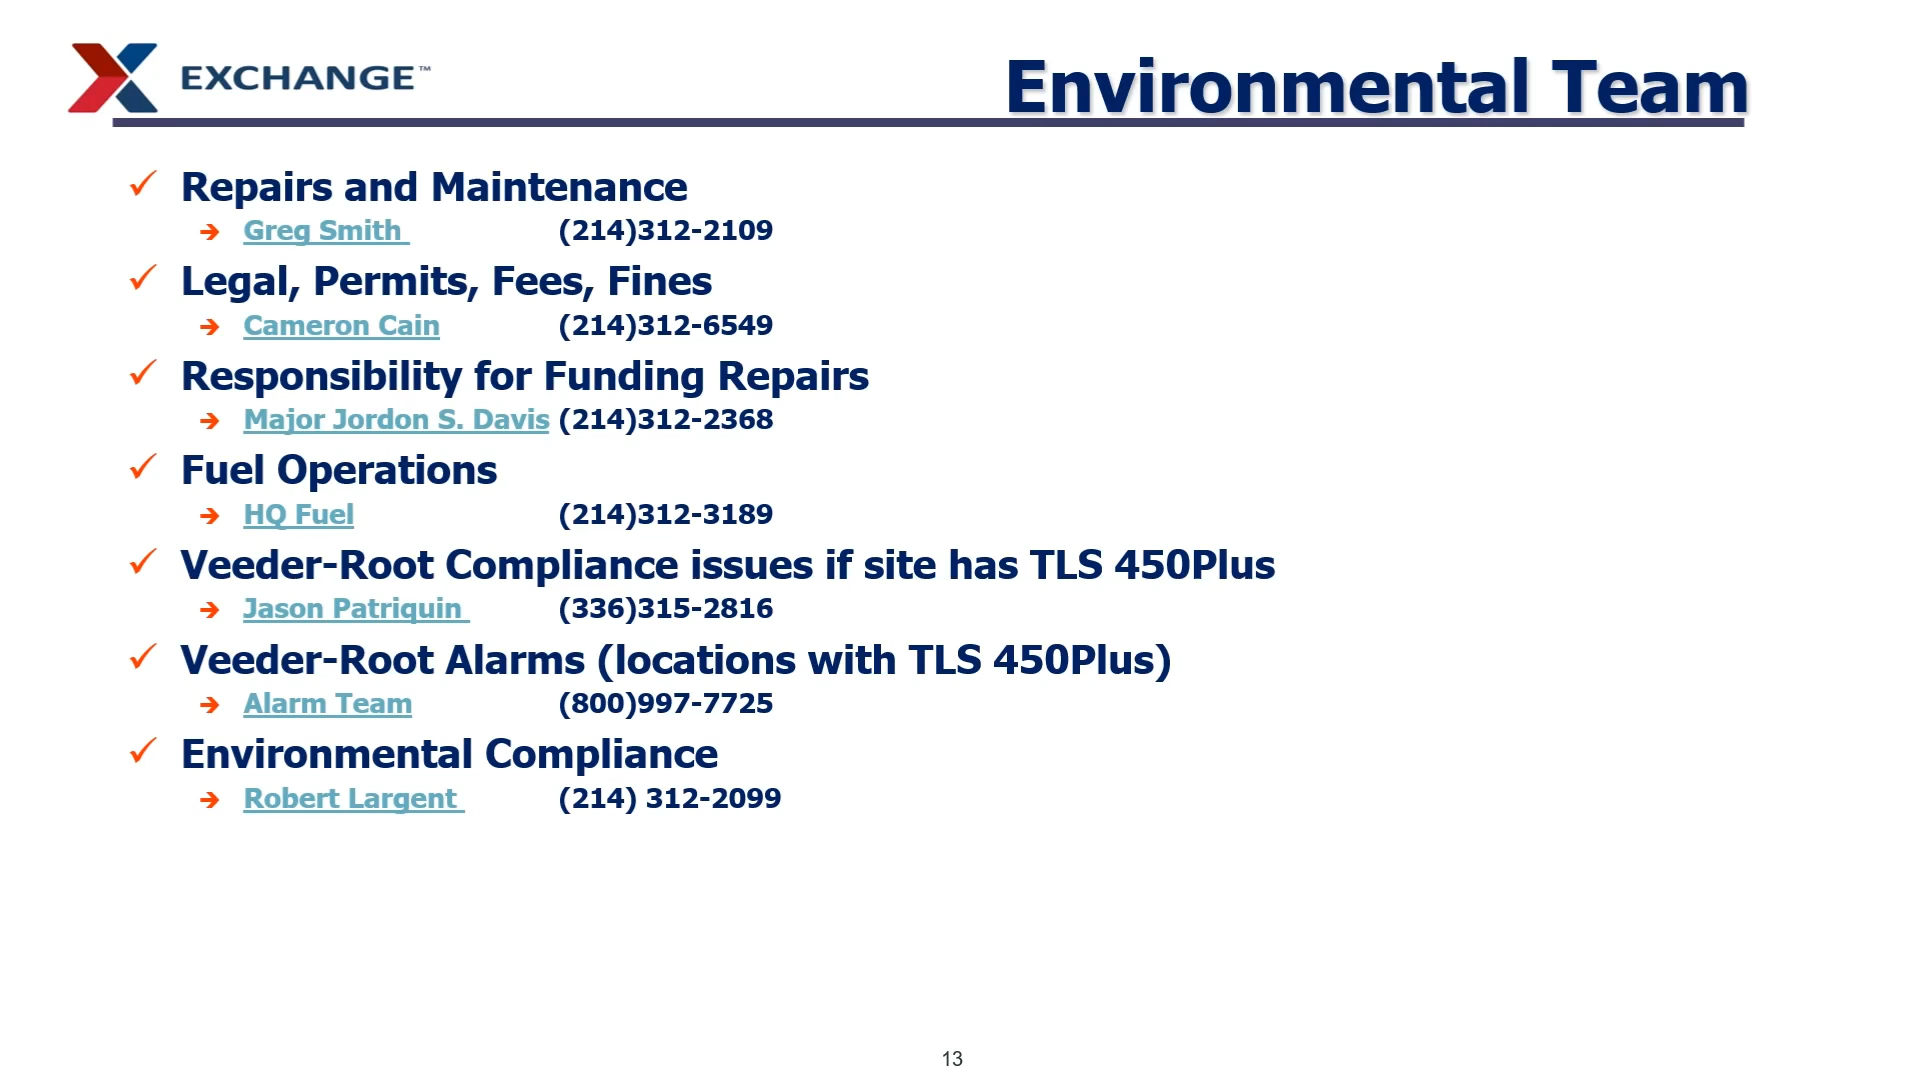 EXCHANGE™
Environmental Team
Repairs and Maintenance
Greg Smith (214)312-2109
Legal, Permits, Fees, Fines
Cameron Cain (214)312-6549
Responsibility for Funding Repairs
Major Jordon S. Davis (214)312-2368
Fuel Operations
HQ Fuel (214)312-3189
Veeder-Root Compliance issues if site has TLS 450Plus
Jason Patriquin (336)315-2816
Veeder-Root Alarms (locations with TLS 450Plus)
Alarm Team (800)997-7725
Environmental Compliance
Robert Largent (214) 312-2099
13